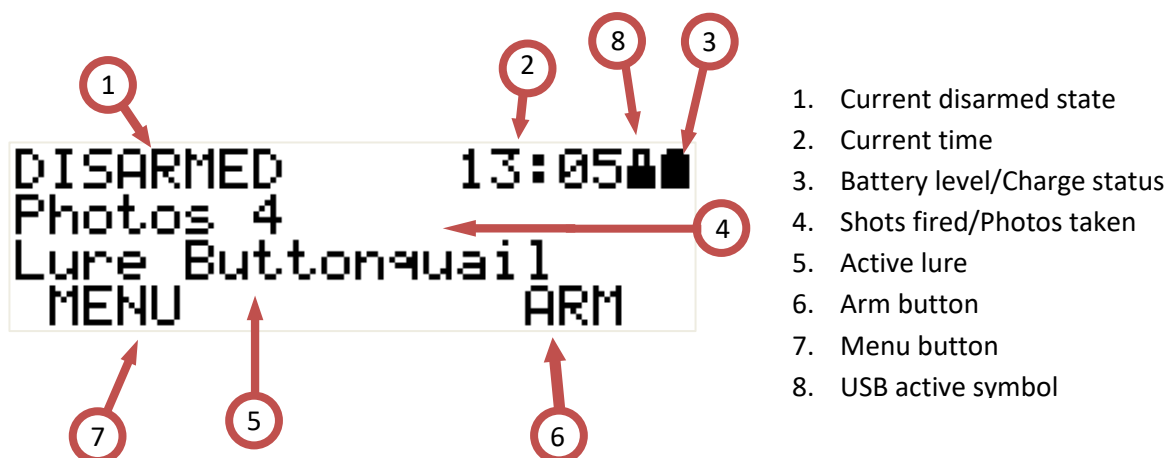 8
3
2
1
DISARMED 13:05
Photos 4
4
Lure Buttonquail
MENU ARM
7
5
6
1. Current disarmed state
2. Current time
3. Battery level/Charge status
4. Shots fired/Photos taken
5. Active lure
6. Arm button
7. Menu button
8. USB active symbol